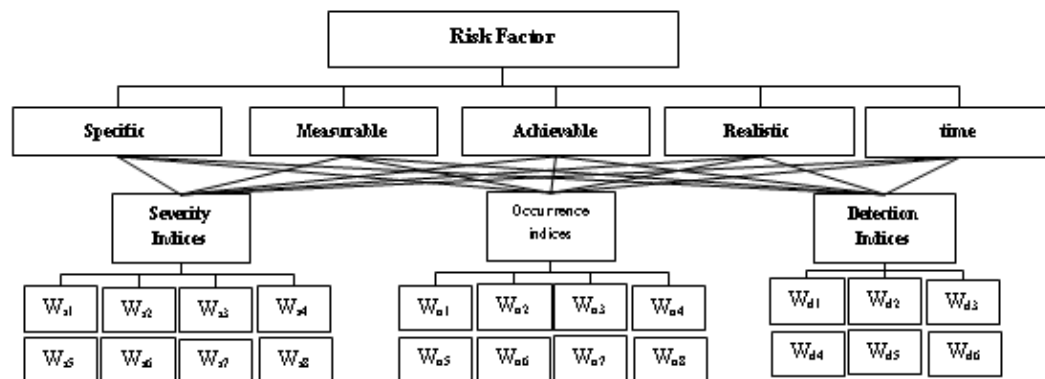 Risk Factor
Specific
Measurable
Achievable
Realistic
time
Severity
Indices
Occurrence
indices
Detection
Indices
Ws1 Ws2 Ws3 Ws4
Ws5 Ws6 Ws7 Ws8
Wo1 Wo2 Wo3 Wo4
Wo5 Wo6 Wo7 Wo8
Wd1 Wd2 Wd3
Wd4 Wd5 Wd6